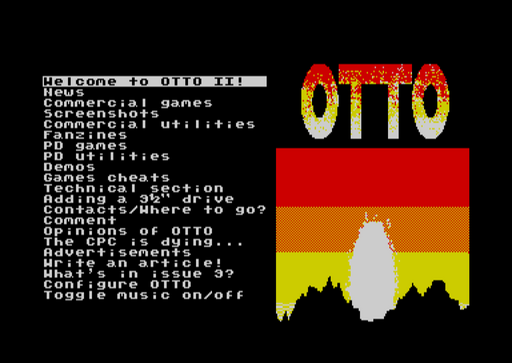 Welcome to OTTO II!
News
Commercial games
Screenshots
Commercial utilities
Fanzines
PD games
PD utilities
Demos
Games cheats
Technical section
Adding a 3½" drive
Contacts/Where to go?
Comment
Opinions of OTTO
The CPC is dying...
Advertisements
Write an article!
What's in issue 3?
Configure OTTO
Toggle music on/off
OTTO